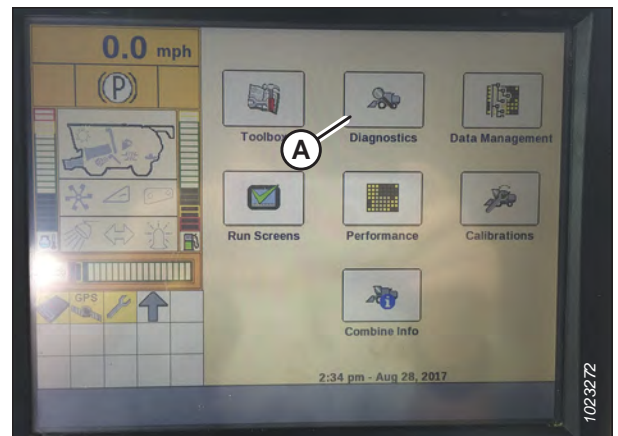 0.0 mph
(P)
Toolbox
Diagnostics
Data Management
A
Run Screens
Performance
Calibrations
GPS
Combine Info
2:34 pm - Aug 28, 2017
1023272